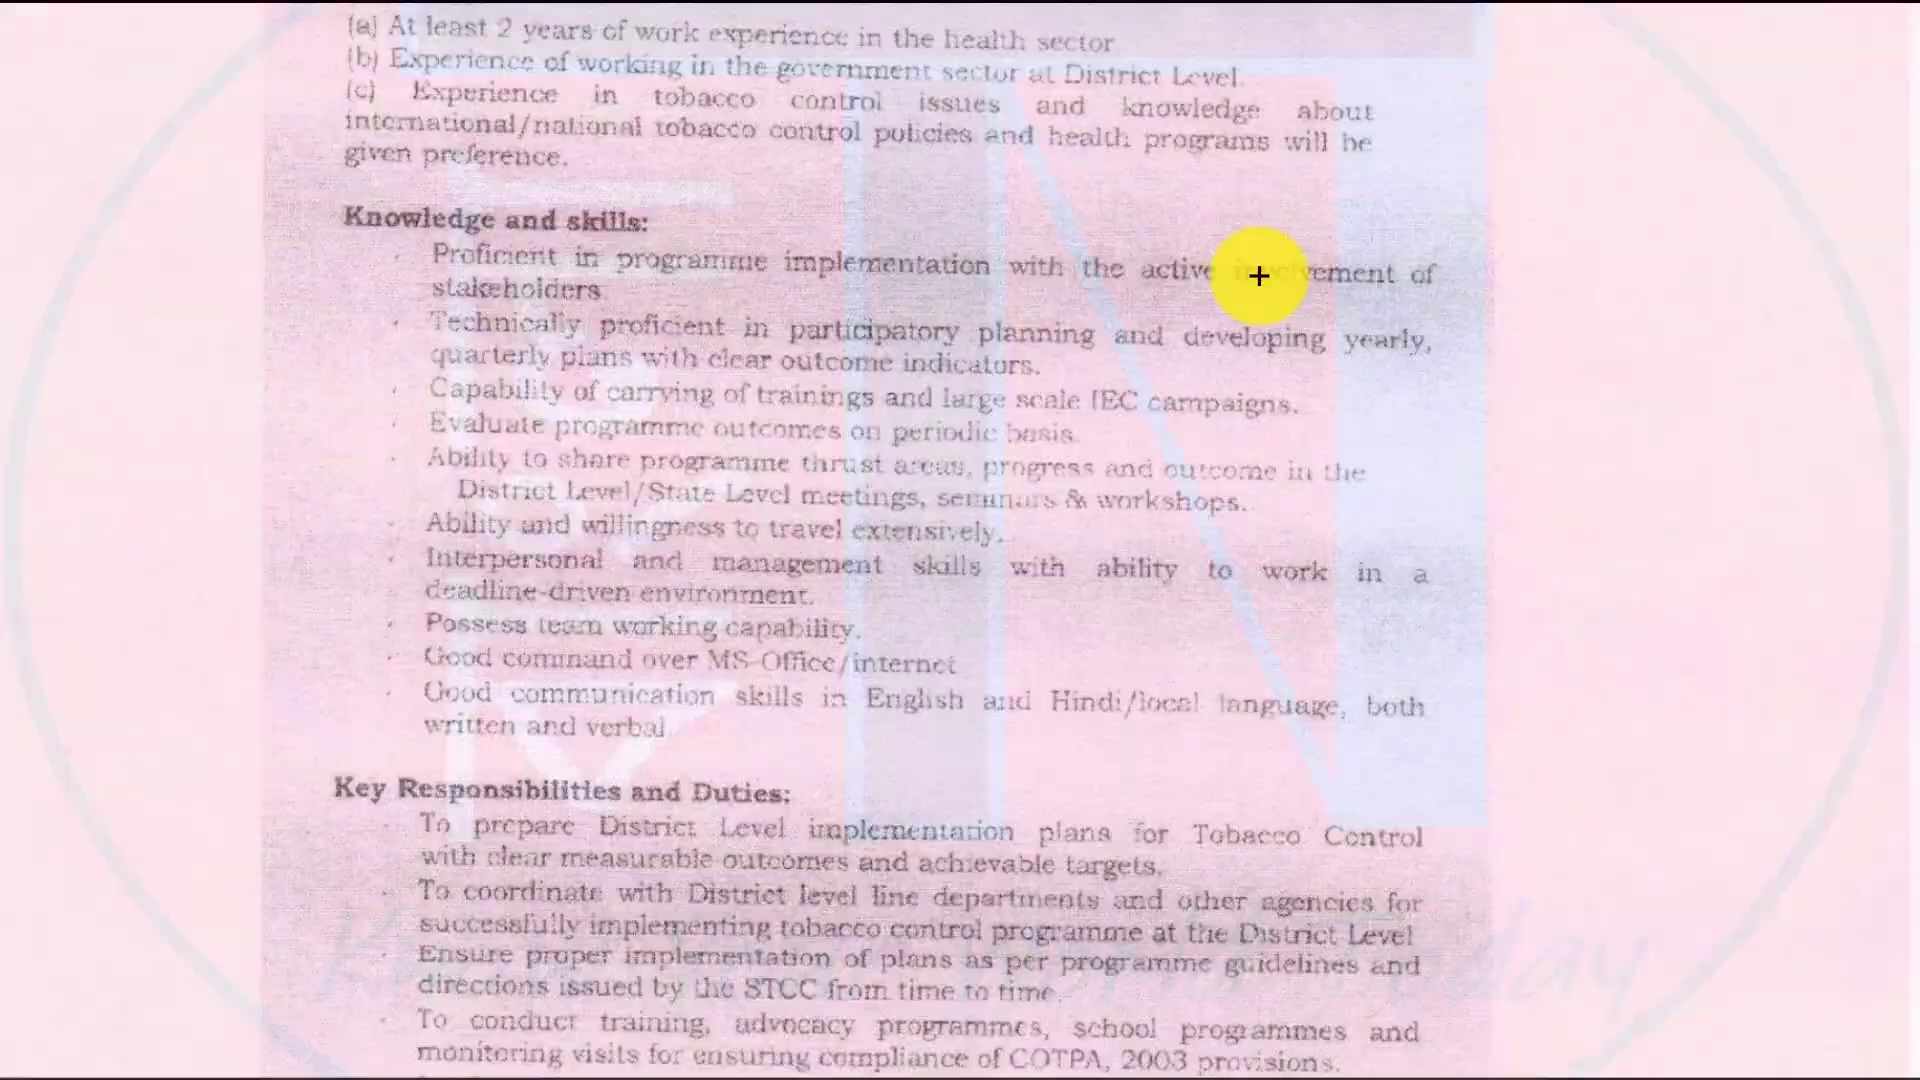 (a) At least 2 years of work experience in the health sector
(b) Experience of working in the government sector at District Level.
(c) Experience in tobacco control issues and knowledge about
international/national tobacco control policies and health programs will be
given preference.
Knowledge and skills:
Proficient in programme implementation with the active involvement of
stakeholders
Technically proficient in participatory planning and developing yearly,
quarterly plans with clear outcome indicators.
Capability of carrying of trainings and large scale IEC campaigns.
Evaluate programme outcomes on periodic basis.
Ability to share programme thrust areas, progress and outcome in the
District Level/State Level meetings, seminars & workshops.
Ability and willingness to travel extensively.
Interpersonal and management skills with ability to work in a
deadline-driven environment.
Possess team working capability.
Good command over MS Office/internet
Good communication skills in English and Hindi/local language, both
written and verbal
Key Responsibilities and Duties:
To prepare District Level implementation plans for Tobacco Control
with clear measurable outcomes and achievable targets.
To coordinate with District level line departments and other agencies for
successfully implementing tobacco control programme at the District Level
Ensure proper implementation of plans as per programme guidelines and
directions issued by the STCC from time to time
To conduct training, advocacy programmes, school programmes and
monitoring visits for ensuring compliance of COTPA, 2003 provisions.